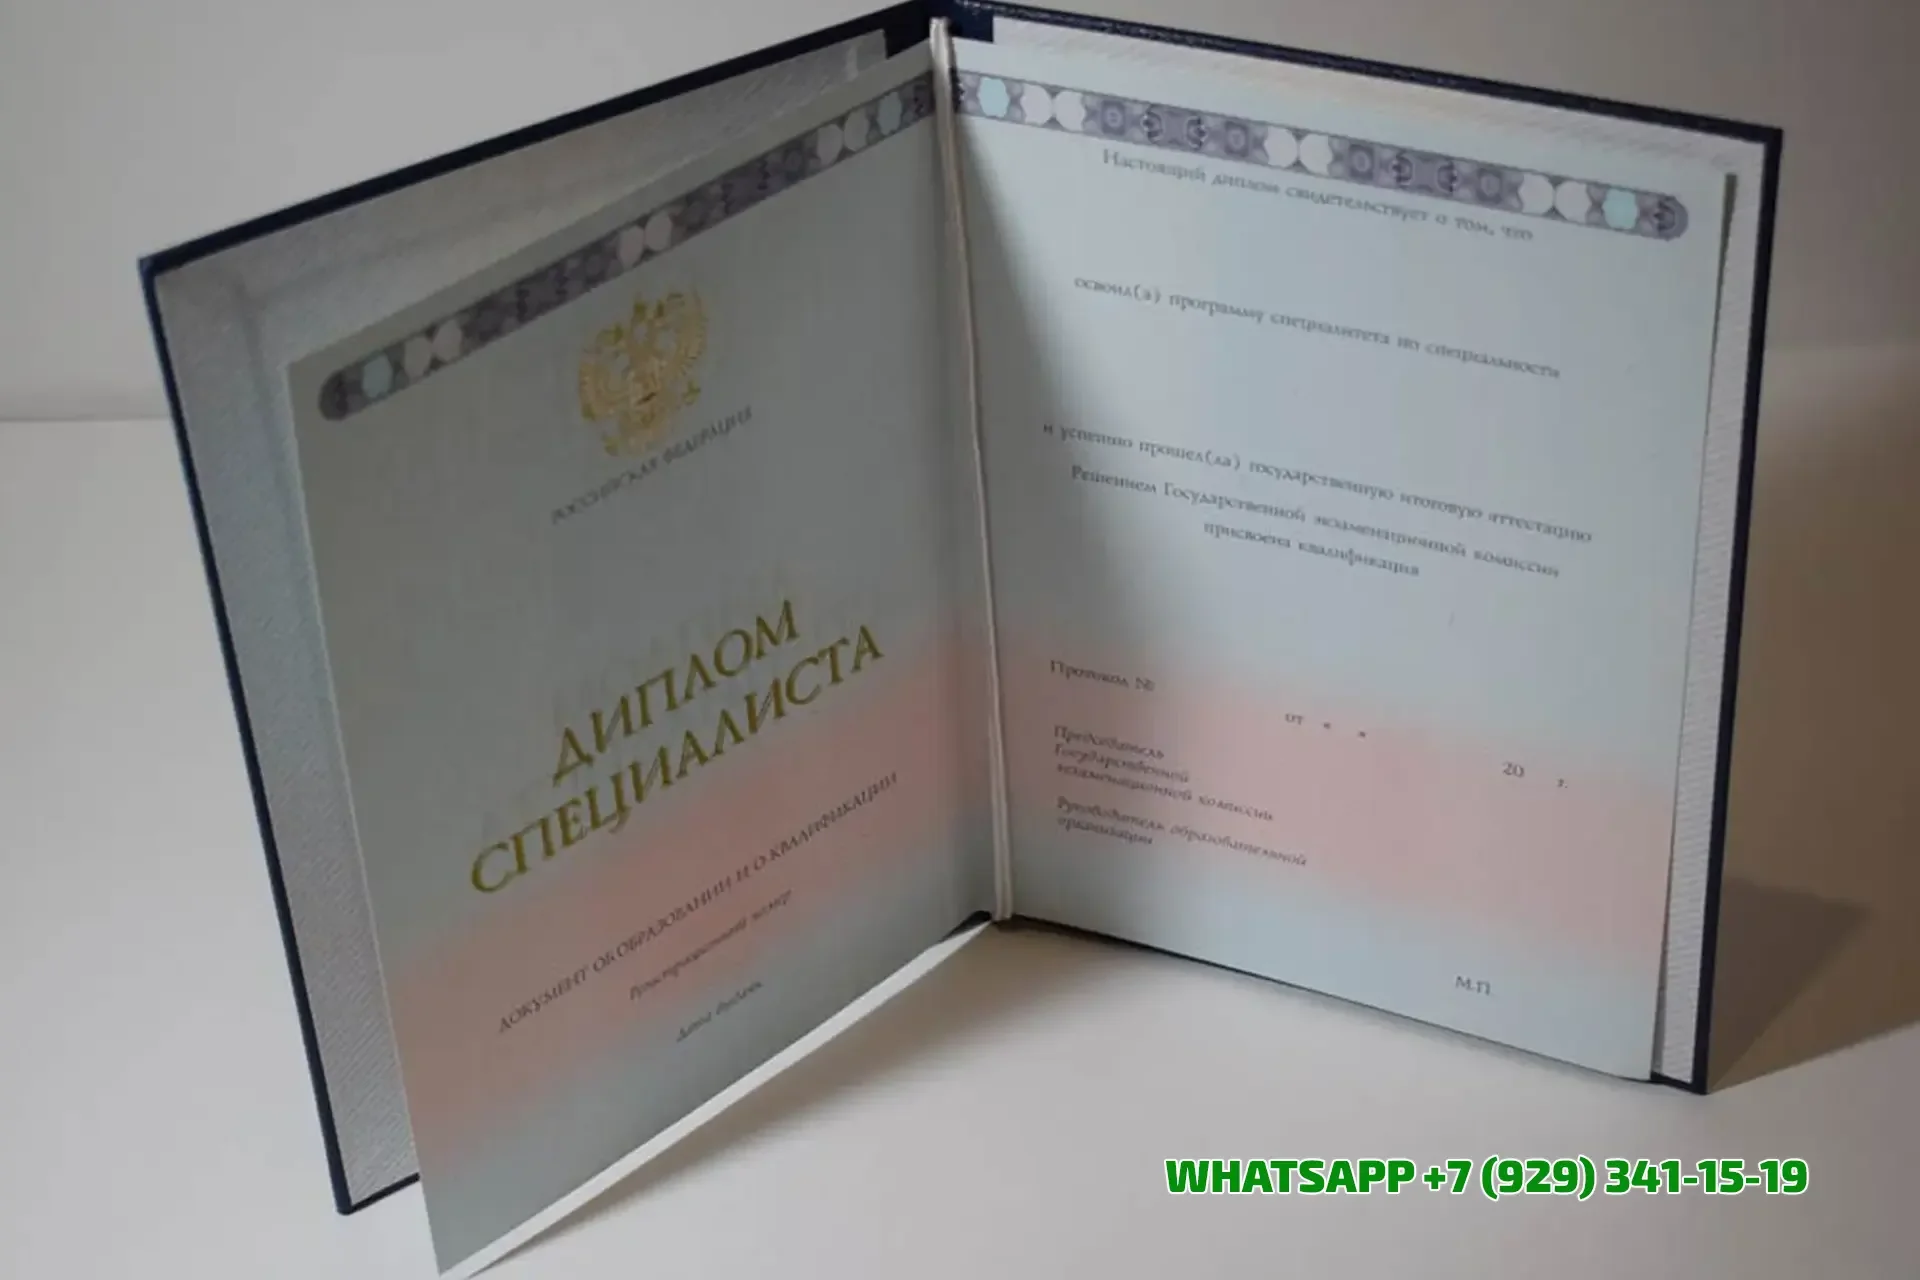 РОССИЙСКАЯ ФЕДЕРАЦИЯ
ДИПЛОМ
СПЕЦИАЛИСТА
ДОКУМЕНТ ОБ ОБРАЗОВАНИИ И О КВАЛИФИКАЦИИ
Регистрационный номер
Дата выдачи
Настоящий диплом свидетельствует о том, что
освоил(а) программу специалитета по специальности
и успешно прошел(ла) государственную итоговую аттестацию
Решением Государственной экзаменационной комиссии
присвоена квалификация
Протокол №
от « »
20 г.
Председатель
Государственной
экзаменационной комиссии
Руководитель образовательной
организации
М.П.
WHATSAPP +7 (929) 341-15-19